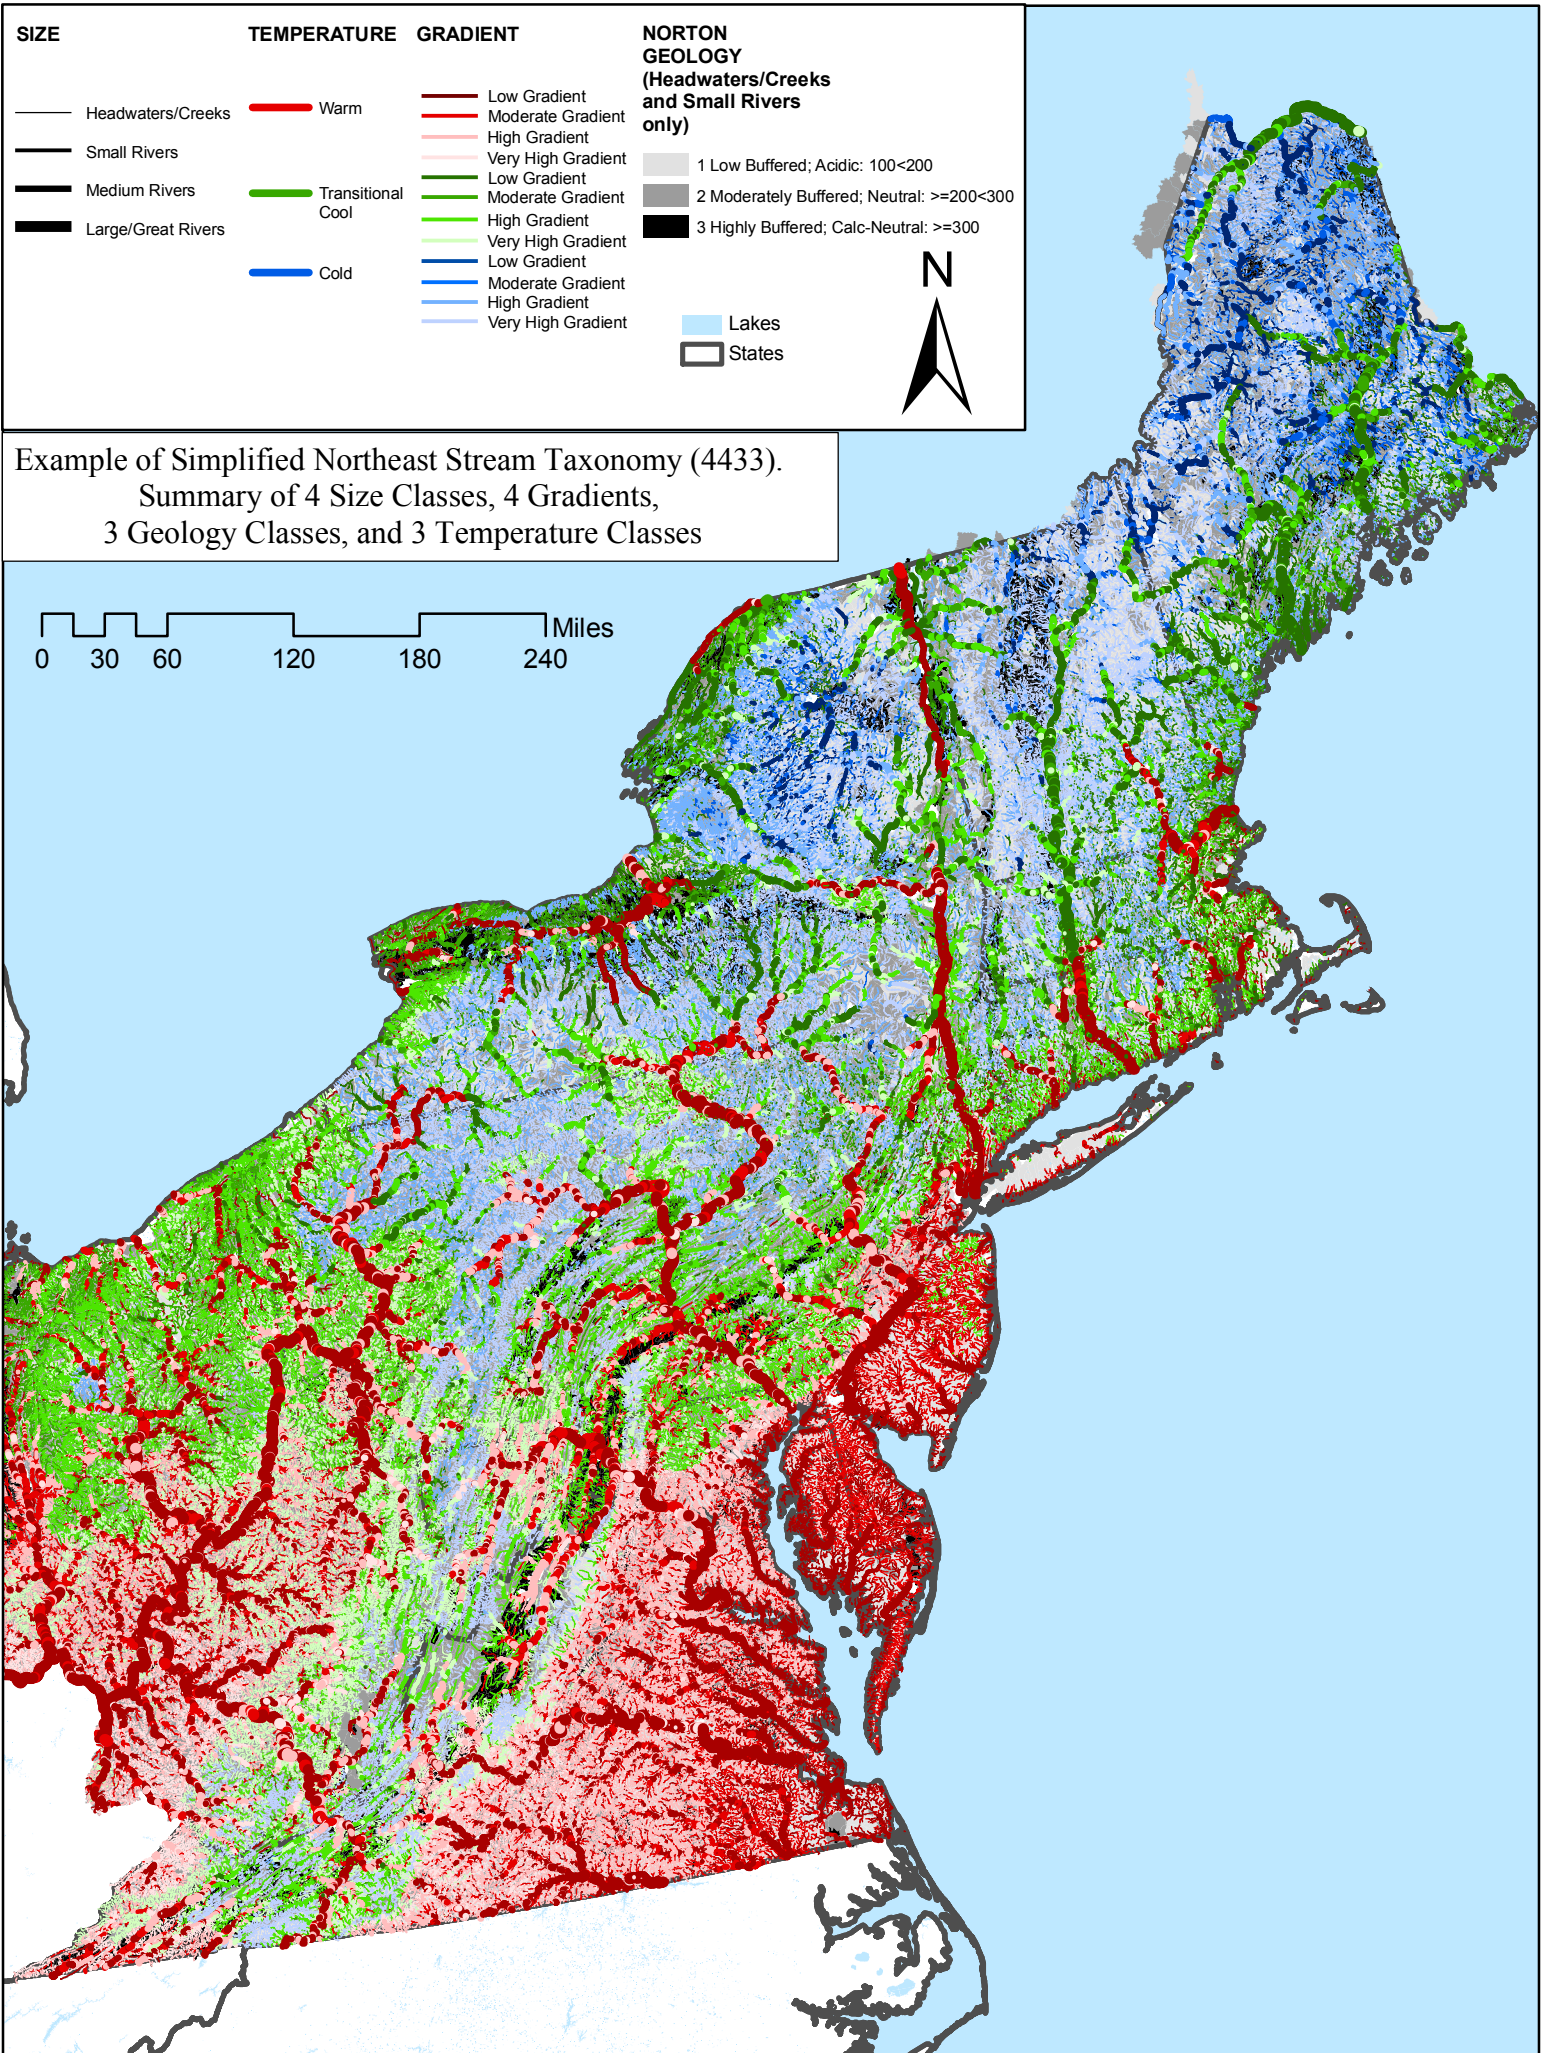 SIZE
Headwaters/Creeks
Small Rivers
Medium Rivers
Large/Great Rivers
TEMPERATURE
Warm
Transitional
Cool
Cold
GRADIENT
Low Gradient
Moderate Gradient
High Gradient
Very High Gradient
Low Gradient
Moderate Gradient
High Gradient
Very High Gradient
Low Gradient
Moderate Gradient
High Gradient
Very High Gradient
NORTON
GEOLOGY
(Headwaters/Creeks
and Small Rivers
only)
1 Low Buffered; Acidic: 100<200
2 Moderately Buffered; Neutral: >=200<300
3 Highly Buffered; Calc-Neutral: >=300
Lakes
States
N
Example of Simplified Northeast Stream Taxonomy (4433).
Summary of 4 Size Classes, 4 Gradients,
3 Geology Classes, and 3 Temperature Classes
Miles
0 30 60 120 180 240